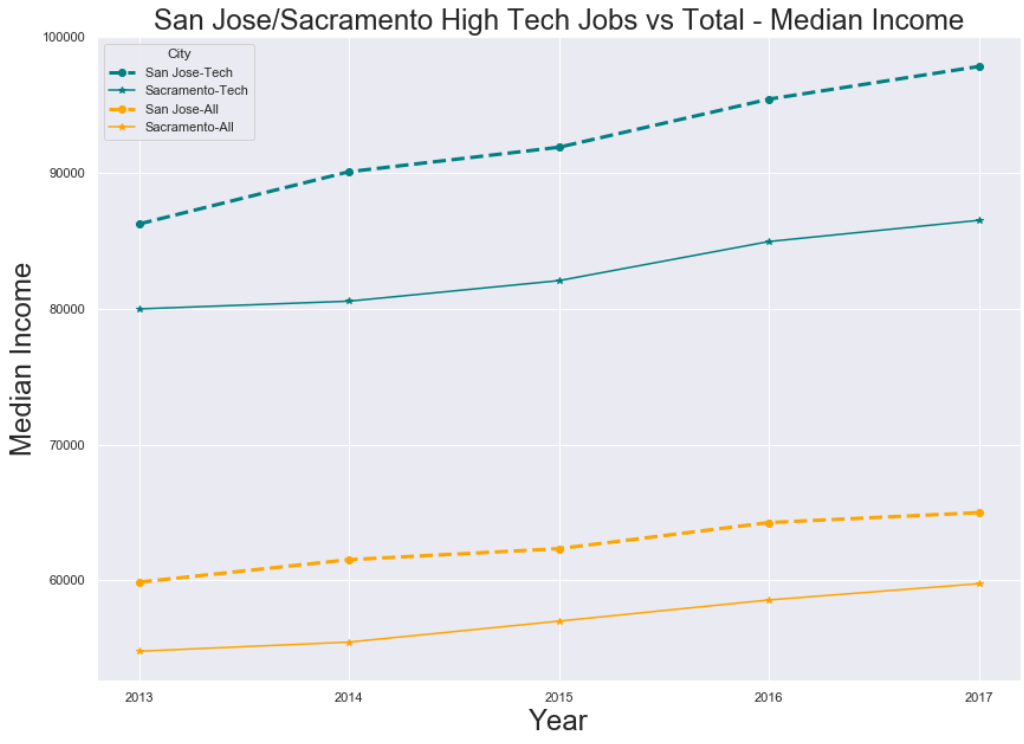 San Jose/Sacramento High Tech Jobs vs Total - Median Income
100000
90000
80000
70000
60000
Median Income
City
San Jose-Tech
Sacramento-Tech
San Jose-All
Sacramento-All
2013
2014
2015
2016
2017
Year